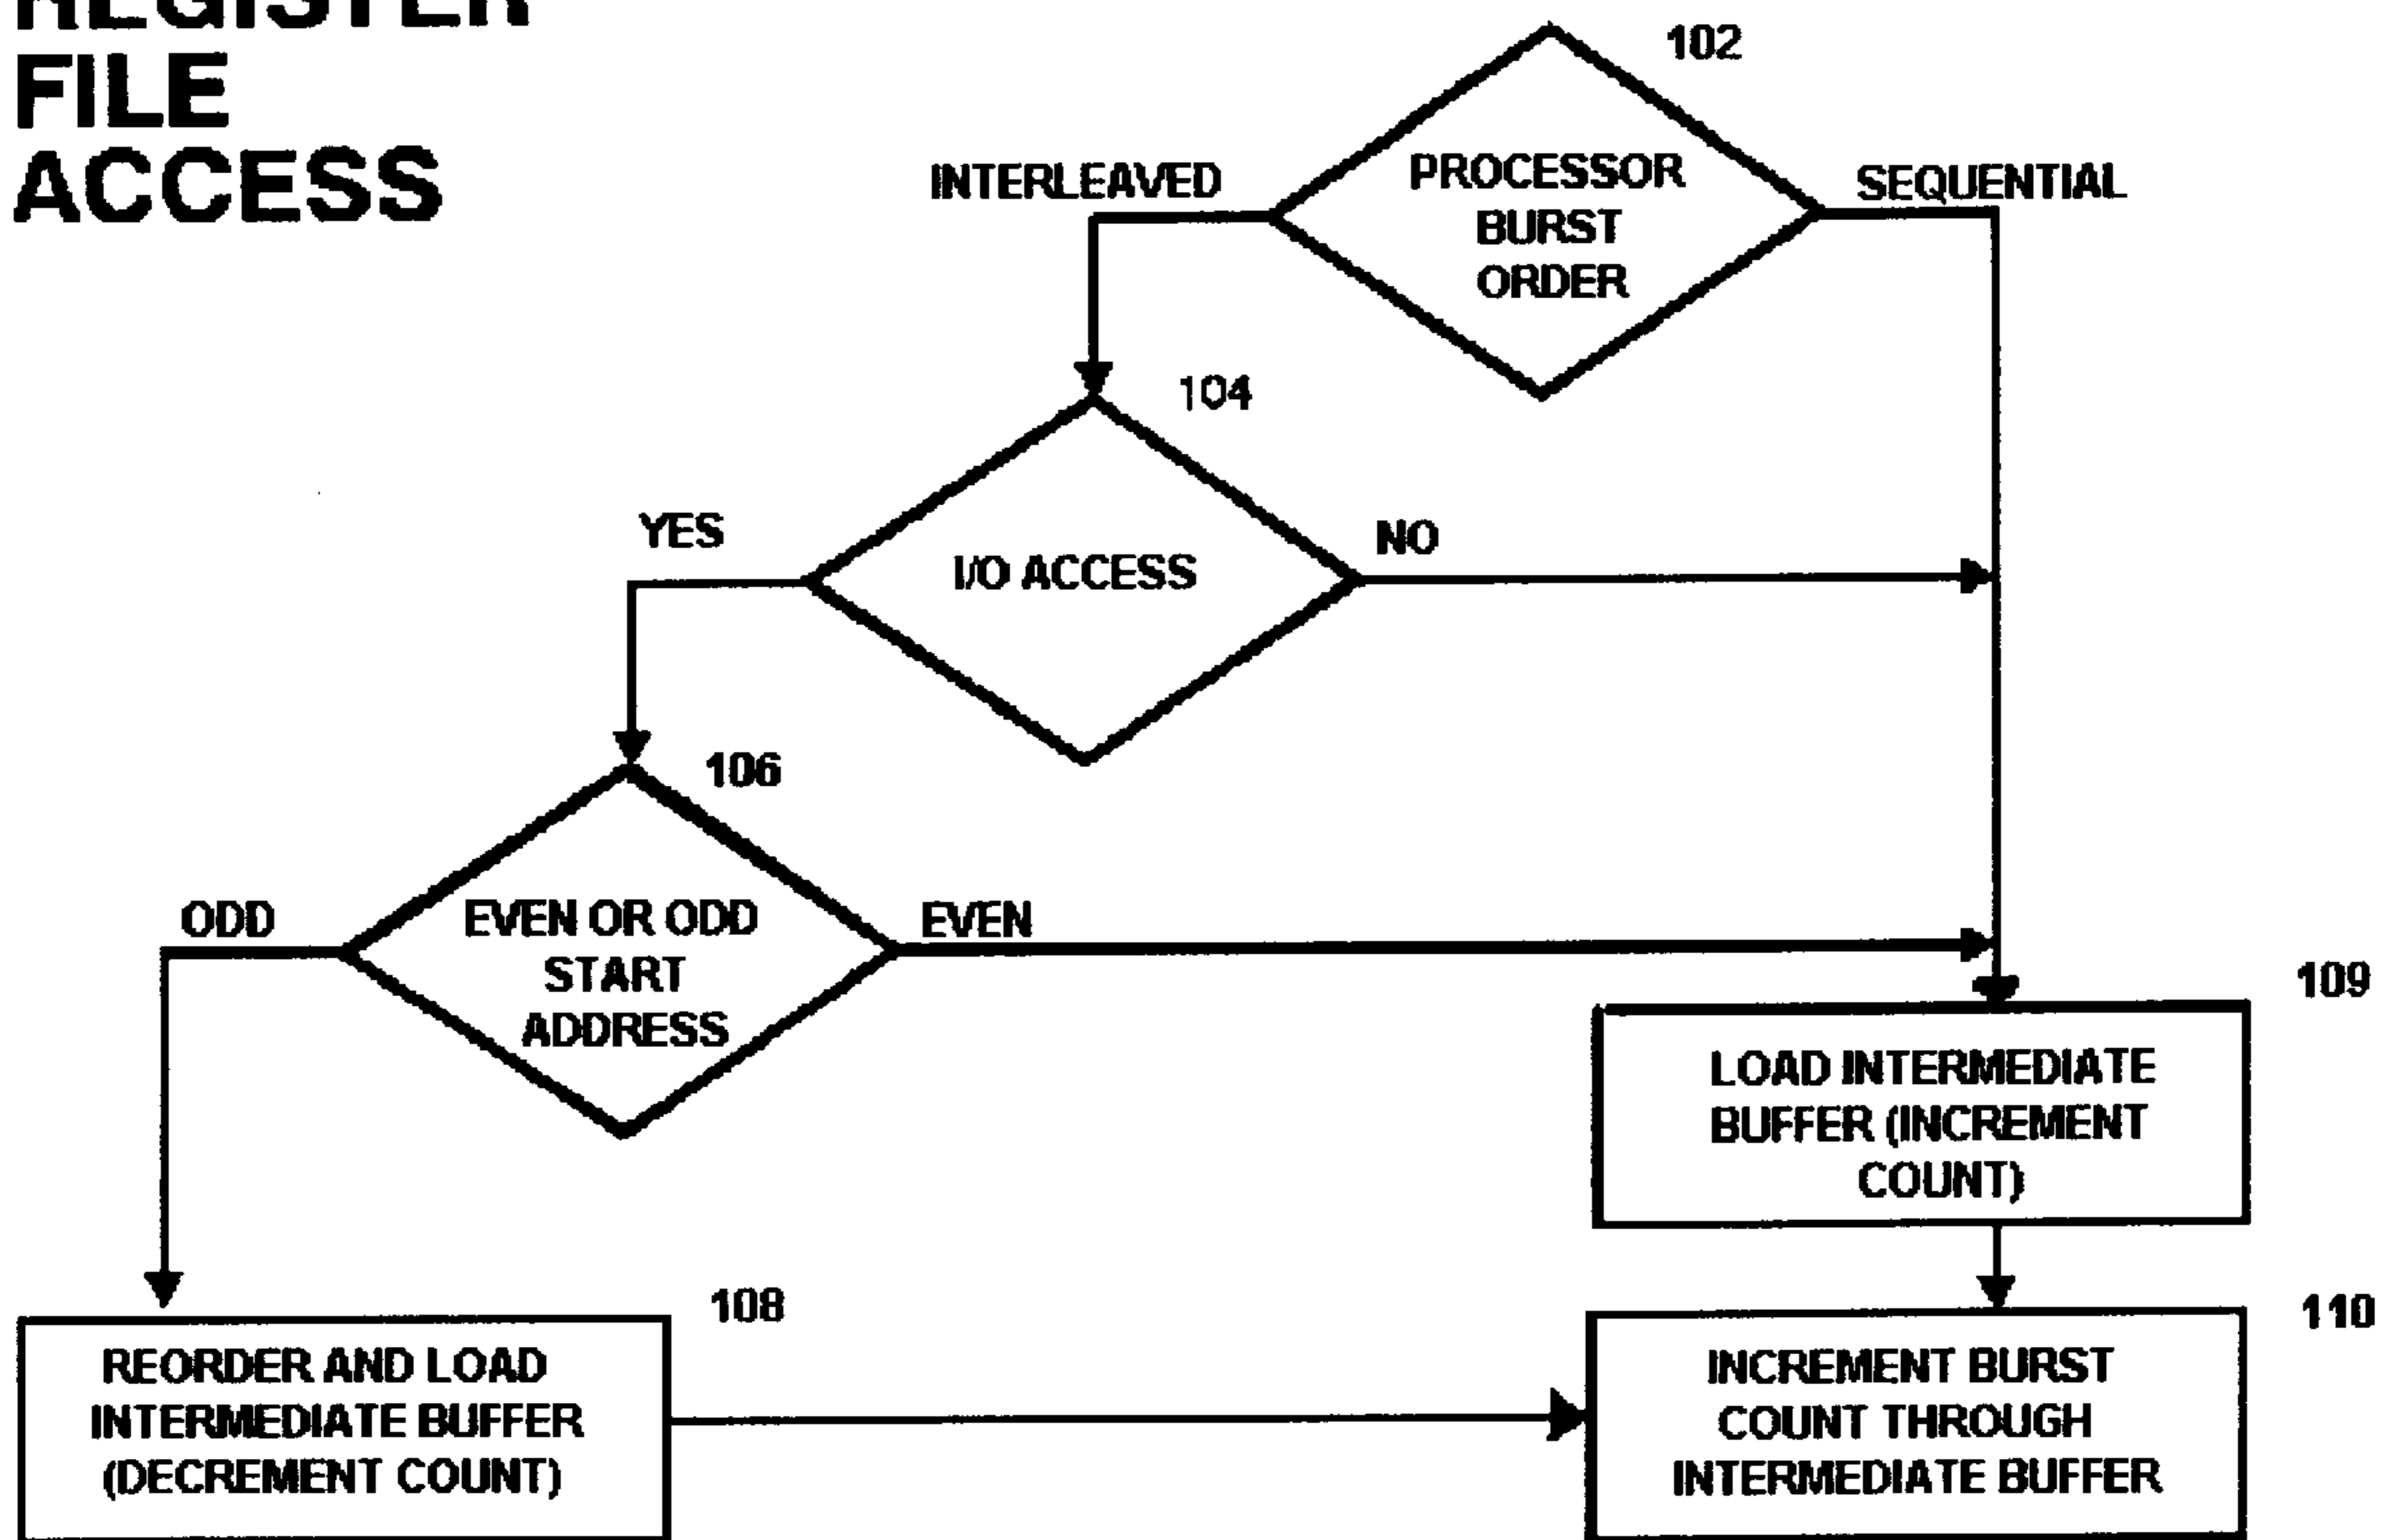 REGISTER
FILE
ACCESS
102
PROCESSOR
BURST
ORDER
INTERLEAVED
SEQUENTIAL
104
I/O ACCESS
YES
NO
106
EVEN OR ODD
START
ADDRESS
ODD
EVEN
109
LOAD INTERMEDIATE
BUFFER (INCREMENT
COUNT)
108
REORDER AND LOAD
INTERMEDIATE BUFFER
(DECREMENT COUNT)
110
INCREMENT BURST
COUNT THROUGH
INTERMEDIATE BUFFER